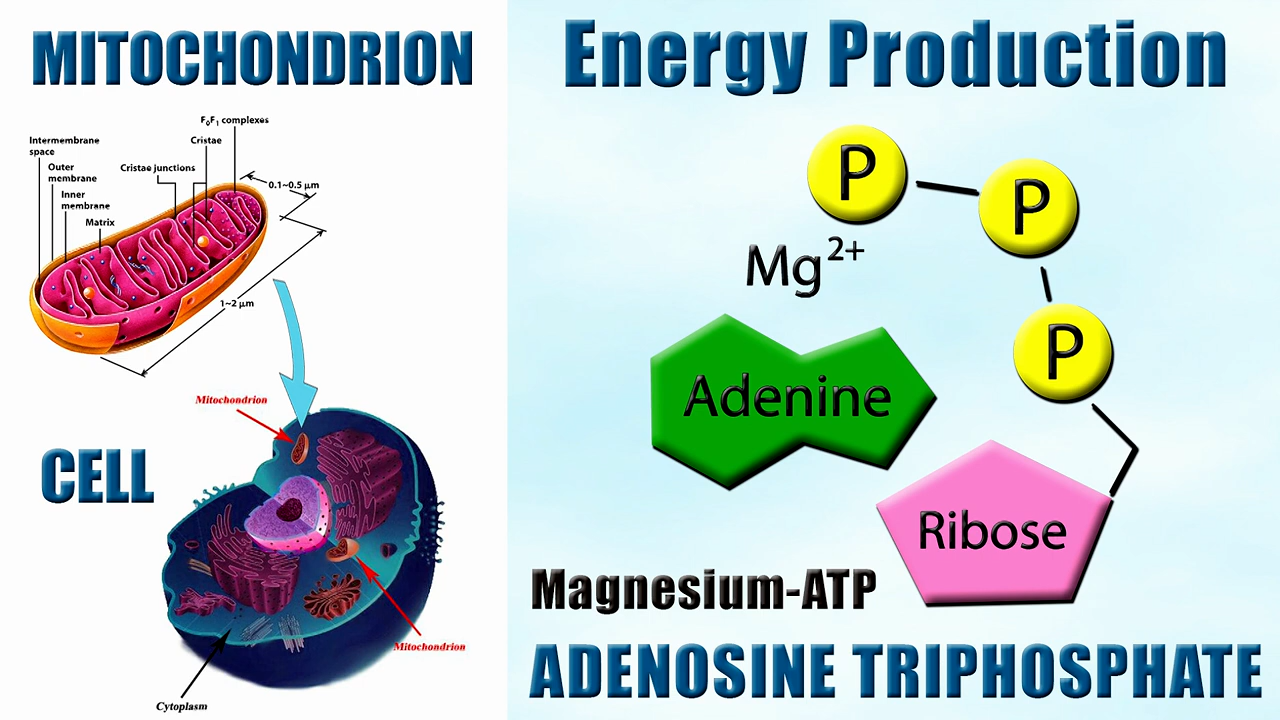 MITOCHONDRION
F₀F₁ complexes
Cristae
Intermembrane
space
Outer
membrane
Cristae junctions
Inner
membrane
Matrix
0.1~0.5 μm
1~2 μm
Mitochondrion
CELL
Mitochondrion
Cytoplasm
Energy Production
P
P
Mg²⁺
P
Adenine
Ribose
Magnesium-ATP
ADENOSINE TRIPHOSPHATE